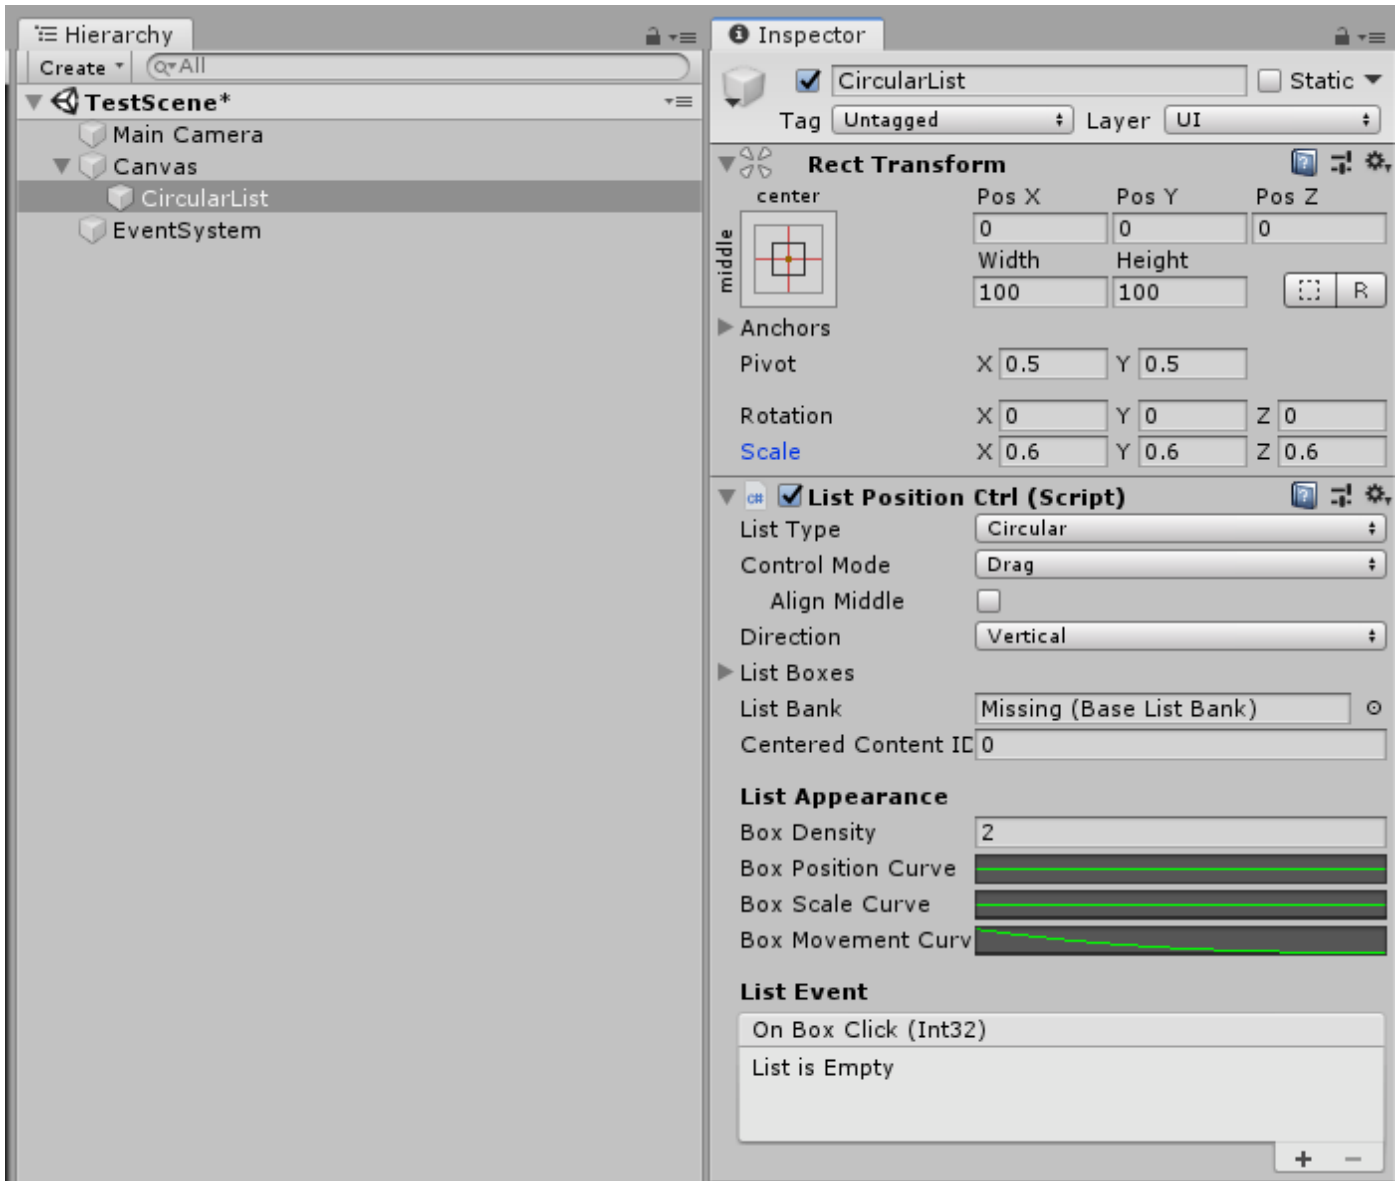 Hierarchy
Create
All
TestScene*
Main Camera
Canvas
CircularList
EventSystem
Inspector
CircularList
Static
Tag Untagged Layer UI
Rect Transform
center
middle
Pos X Pos Y Pos Z
0 0 0
Width Height
100 100
R
Anchors
Pivot X 0.5 Y 0.5
Rotation X 0 Y 0 Z 0
Scale X 0.6 Y 0.6 Z 0.6
c# List Position Ctrl (Script)
List Type Circular
Control Mode Drag
Align Middle
Direction Vertical
List Boxes
List Bank Missing (Base List Bank)
Centered Content ID 0
List Appearance
Box Density 2
Box Position Curve
Box Scale Curve
Box Movement Curv
List Event
On Box Click (Int32)
List is Empty